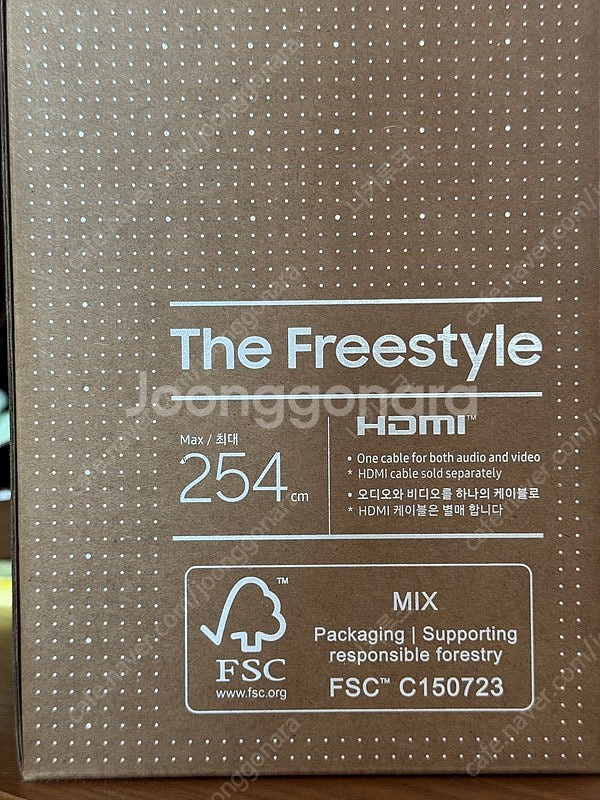 The Freestyle
Joonggonara
Max / 최대
254 cm
HDMI™
• One cable for both audio and video
* HDMI cable sold separately
• 오디오와 비디오를 하나의 케이블로
* HDMI 케이블은 별매 합니다
FSC™
www.fsc.org
MIX
Packaging | Supporting
responsible forestry
FSC™ C150723